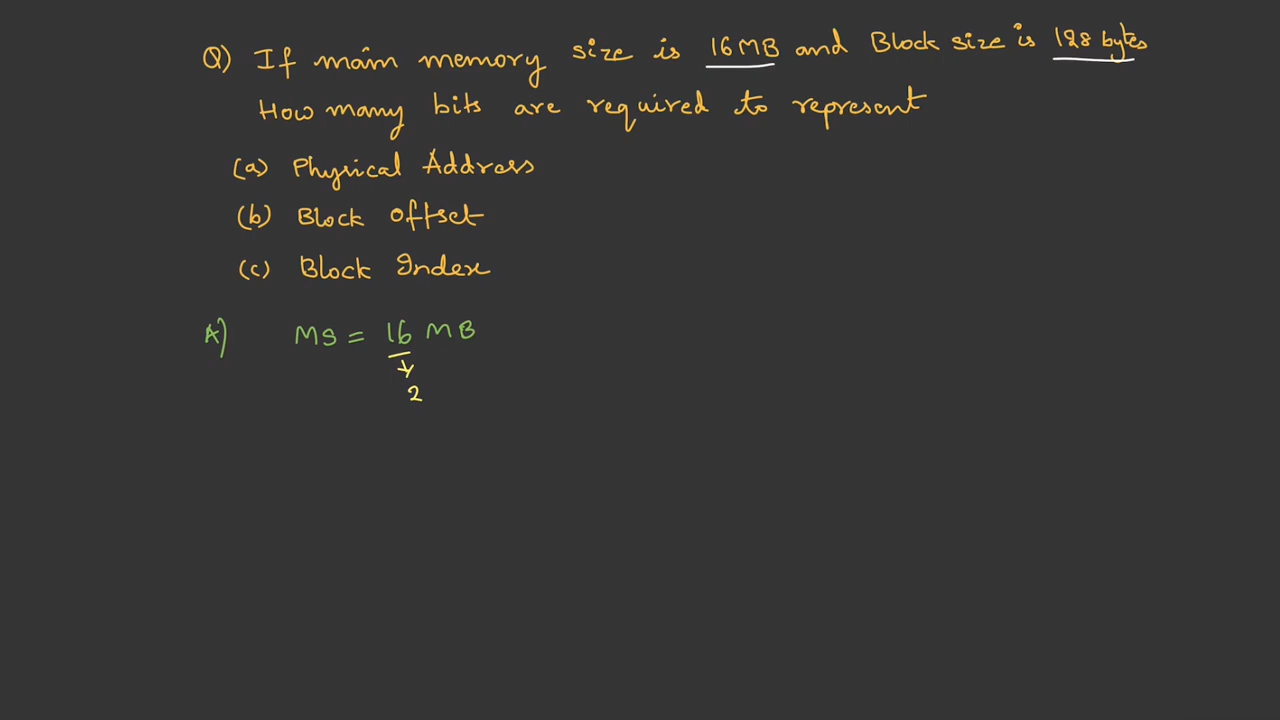 Q) If main memory size is 16MB and Block size is 128 bytes
How many bits are required to represent
(a) Physical Address
(b) Block offset
(c) Block Index
A) MS = 16 MB
2